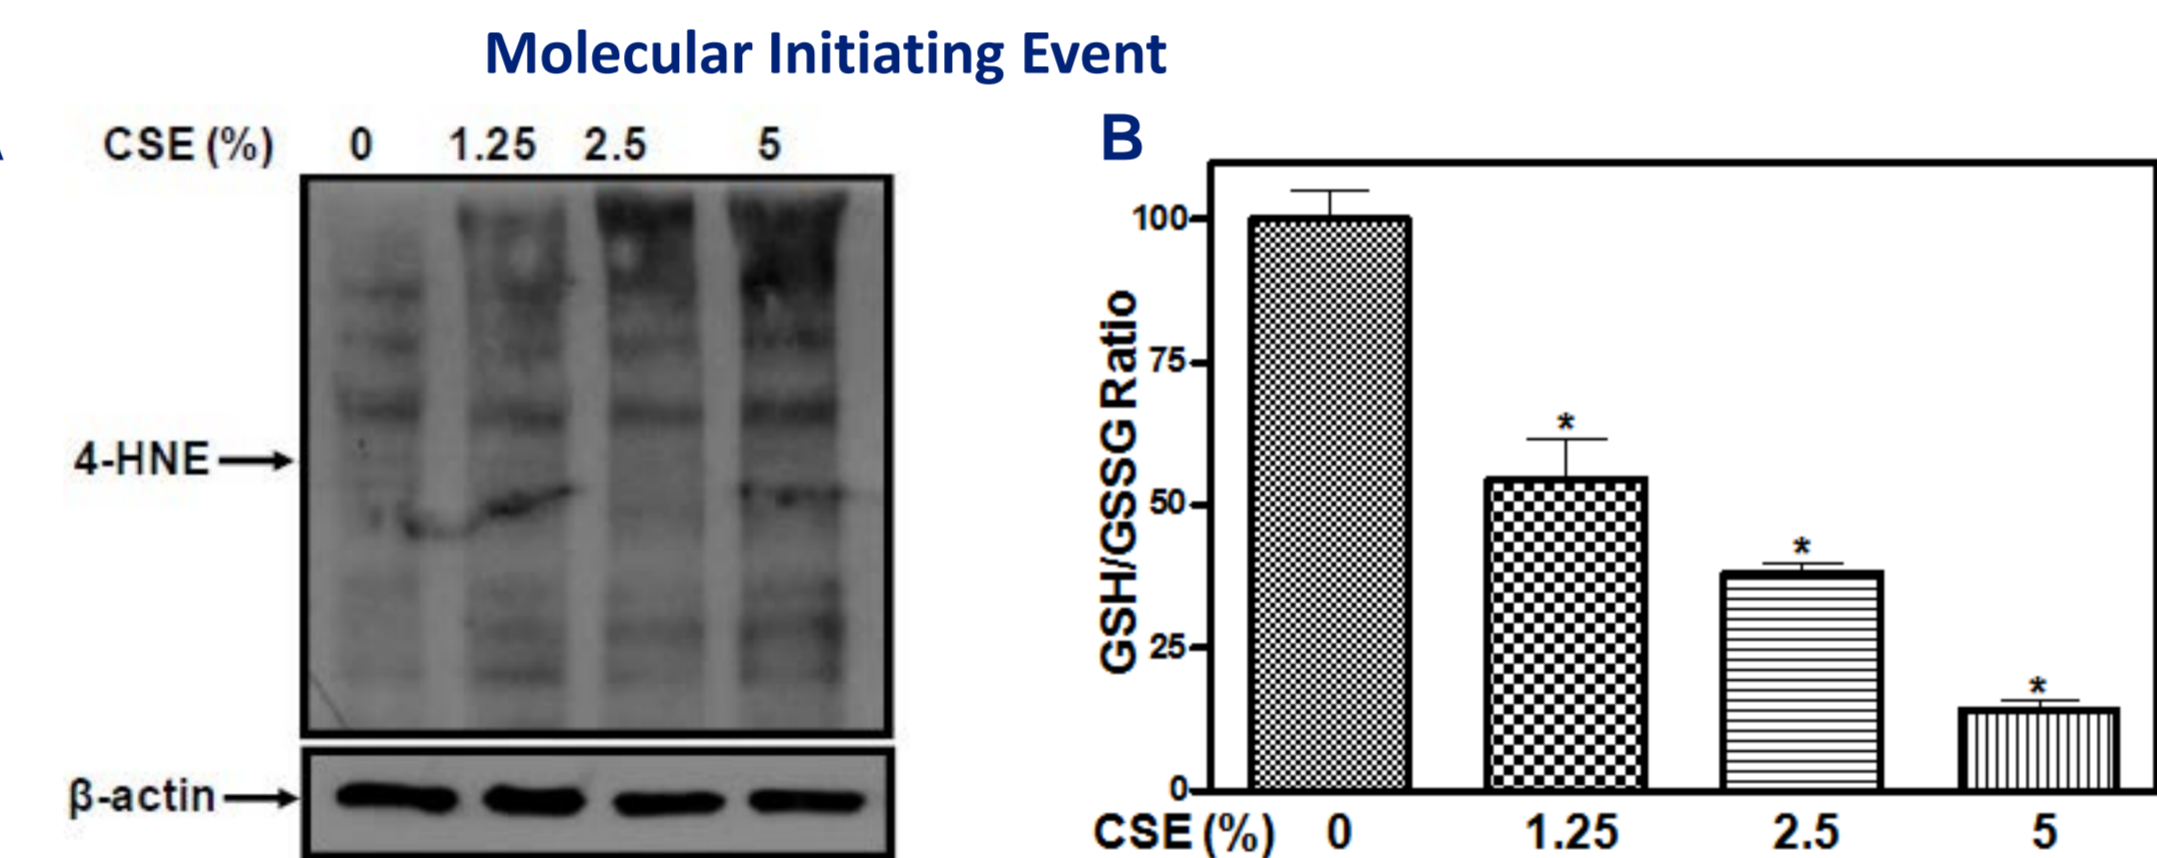 Molecular Initiating Event
CSE (%) 0 1.25 2.5 5
4-HNE
β-actin
B
100
75
50
25
0
GSH/GSSG Ratio
*
*
*
CSE (%) 0 1.25 2.5 5